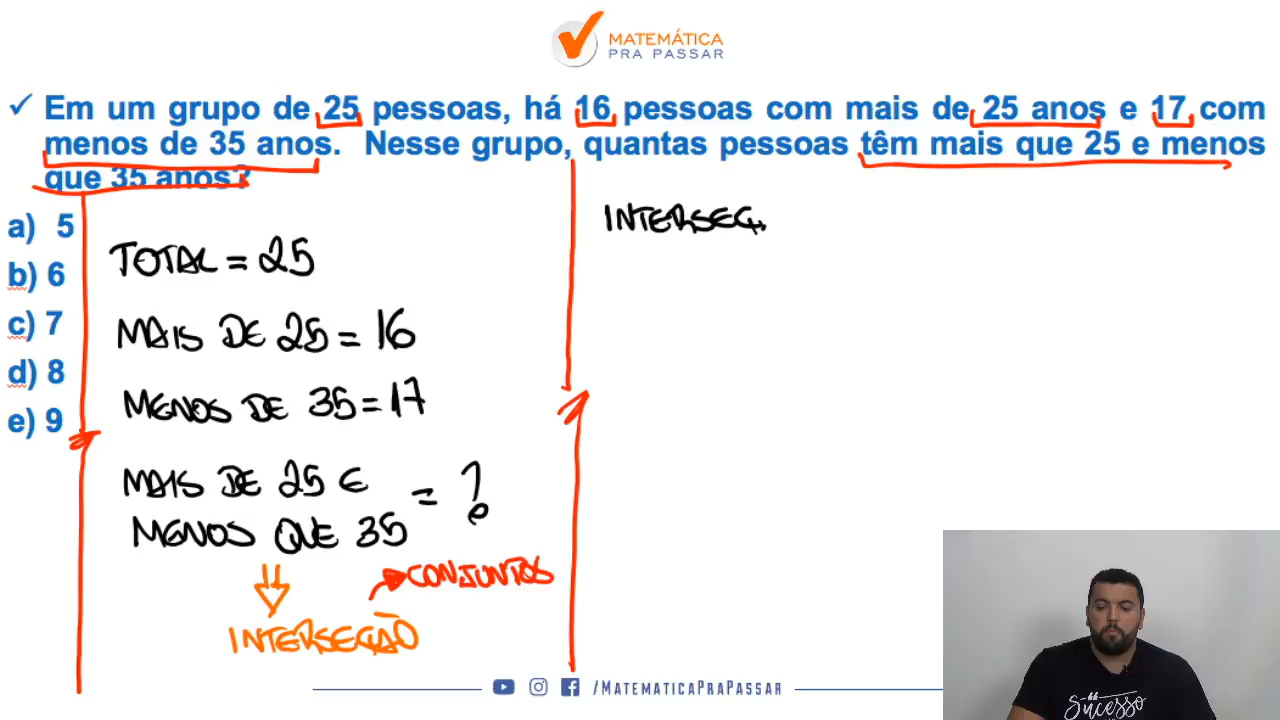 MATEMÁTICA
PRA PASSAR
✓ Em um grupo de 25 pessoas, há 16 pessoas com mais de 25 anos e 17 com
menos de 35 anos. Nesse grupo, quantas pessoas têm mais que 25 e menos
que 35 anos?
a) 5
b) 6
c) 7
d) 8
e) 9
TOTAL = 25
MAIS DE 25 = 16
MENOS DE 35 = 17
MAIS DE 25 E
MENOS QUE 35 = ?
CONJUNTOS
INTERSEÇÃO
INTERSEÇ
/MATEMATICAPRAPASSAR
Sucesso